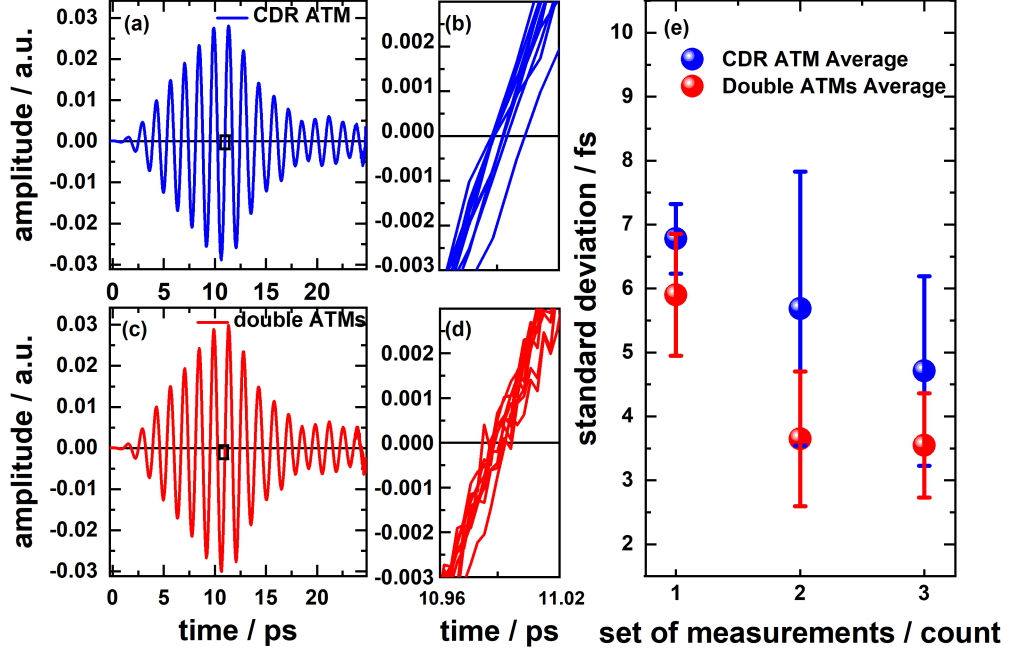 (a)
CDR ATM
amplitude / a.u.
0.03
0.02
0.01
0.00
-0.01
-0.02
-0.03
0 5 10 15 20
(b)
0.002
0.001
0.000
-0.001
-0.002
-0.003
(c)
double ATMs
amplitude / a.u.
0.03
0.02
0.01
0.00
-0.01
-0.02
-0.03
0 5 10 15 20
time / ps
(d)
0.002
0.001
0.000
-0.001
-0.002
-0.003
10.96 11.02
time / ps
(e)
CDR ATM Average
Double ATMs Average
standard deviation / fs
10
9
8
7
6
5
4
3
2
1 2 3
set of measurements / count